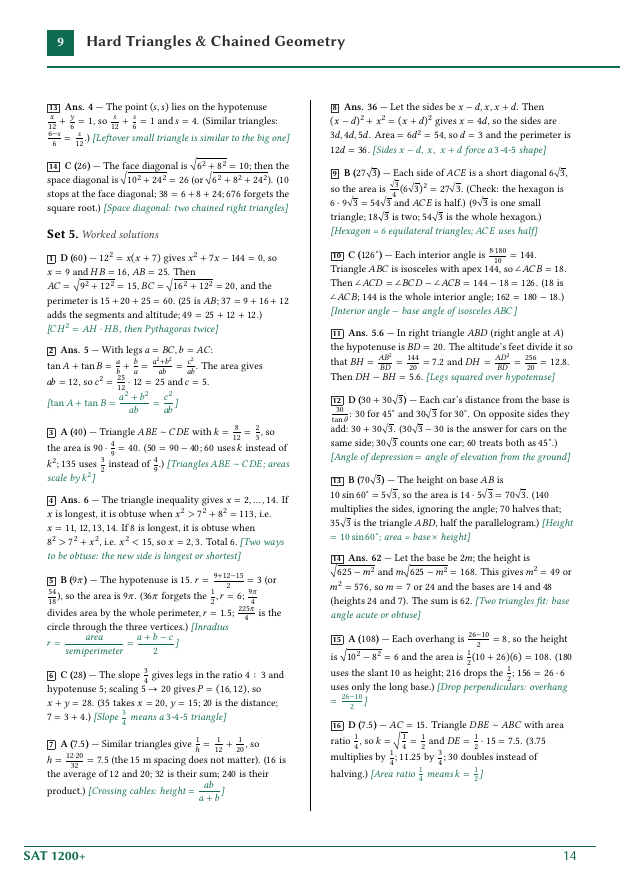 9 Hard Triangles & Chained Geometry
13 Ans. 4 — The point (s, s) lies on the hypotenuse
x/12 + y/6 = 1, so s/12 + s/6 = 1 and s = 4. (Similar triangles:
6−s/6 = s/12.) [Leftover small triangle is similar to the big one]
14 C (26) — The face diagonal is √6² + 8² = 10; then the
space diagonal is √10² + 24² = 26 (or √6² + 8² + 24²). (10
stops at the face diagonal; 38 = 6 + 8 + 24; 676 forgets the
square root.) [Space diagonal: two chained right triangles]
Set 5. Worked solutions
1 D (60) — 12² = x(x + 7) gives x² + 7x − 144 = 0, so
x = 9 and HB = 16, AB = 25. Then
AC = √9² + 12² = 15, BC = √16² + 12² = 20, and the
perimeter is 15 + 20 + 25 = 60. (25 is AB; 37 = 9 + 16 + 12
adds the segments and altitude; 49 = 25 + 12 + 12.)
[CH² = AH · HB, then Pythagoras twice]
2 Ans. 5 — With legs a = BC, b = AC:
tan A + tan B = a/b + b/a = a²+b²/ab = c²/ab. The area gives
ab = 12, so c² = 25/12 · 12 = 25 and c = 5.
[tan A + tan B = a² + b²/ab = c²/ab]
3 A (40) — Triangle ABE ~ CDE with k = 8/12 = 2/3, so
the area is 90 · 4/9 = 40. (50 = 90 − 40; 60 uses k instead of
k²; 135 uses 3/2 instead of 4/9.) [Triangles ABE ~ CDE; areas
scale by k²]
4 Ans. 6 — The triangle inequality gives x = 2, ..., 14. If
x is longest, it is obtuse when x² > 7² + 8² = 113, i.e.
x = 11, 12, 13, 14. If 8 is longest, it is obtuse when
8² > 7² + x², i.e. x² < 15, so x = 2, 3. Total 6. [Two ways
to be obtuse: the new side is longest or shortest]
5 B (9π) — The hypotenuse is 15. r = 9+12−15/2 = 3 (or
54/18), so the area is 9π. (36π forgets the 1/2, r = 6; 9π/4
divides area by the whole perimeter, r = 1.5; 225π/4 is the
circle through the three vertices.) [Inradius
r = area/semiperimeter = a + b − c/2]
6 C (28) — The slope 3/4 gives legs in the ratio 4 : 3 and
hypotenuse 5; scaling 5 → 20 gives P = (16, 12), so
x + y = 28. (35 takes x = 20, y = 15; 20 is the distance;
7 = 3 + 4.) [Slope 3/4 means a 3-4-5 triangle]
7 A (7.5) — Similar triangles give 1/h = 1/12 + 1/20, so
h = 12·20/32 = 7.5 (the 15 m spacing does not matter). (16 is
the average of 12 and 20; 32 is their sum; 240 is their
product.) [Crossing cables: height = ab/a + b]
8 Ans. 36 — Let the sides be x − d, x, x + d. Then
(x − d)² + x² = (x + d)² gives x = 4d, so the sides are
3d, 4d, 5d. Area = 6d² = 54, so d = 3 and the perimeter is
12d = 36. [Sides x − d, x, x + d force a 3-4-5 shape]
9 B (27√3) — Each side of ACE is a short diagonal 6√3,
so the area is √3/4(6√3)² = 27√3. (Check: the hexagon is
6 · 9√3 = 54√3 and ACE is half.) (9√3 is one small
triangle; 18√3 is two; 54√3 is the whole hexagon.)
[Hexagon = 6 equilateral triangles; ACE uses half]
10 C (126°) — Each interior angle is 8·180/10 = 144.
Triangle ABC is isosceles with apex 144, so ∠ACB = 18.
Then ∠ACD = ∠BCD − ∠ACB = 144 − 18 = 126. (18 is
∠ACB; 144 is the whole interior angle; 162 = 180 − 18.)
[Interior angle − base angle of isosceles ABC]
11 Ans. 5.6 — In right triangle ABD (right angle at A)
the hypotenuse is BD = 20. The altitude's feet divide it so
that BH = AB²/BD = 144/20 = 7.2 and DH = AD²/BD = 256/20 = 12.8.
Then DH − BH = 5.6. [Legs squared over hypotenuse]
12 D (30 + 30√3) — Each car's distance from the base is
30/tan θ: 30 for 45° and 30√3 for 30°. On opposite sides they
add: 30 + 30√3. (30√3 − 30 is the answer for cars on the
same side; 30√3 counts one car; 60 treats both as 45°.)
[Angle of depression = angle of elevation from the ground]
13 B (70√3) — The height on base AB is
10 sin 60° = 5√3, so the area is 14 · 5√3 = 70√3. (140
multiplies the sides, ignoring the angle; 70 halves that;
35√3 is the triangle ABD, half the parallelogram.) [Height
= 10 sin 60°; area = base × height]
14 Ans. 62 — Let the base be 2m; the height is
√625 − m² and m√625 − m² = 168. This gives m² = 49 or
m² = 576, so m = 7 or 24 and the bases are 14 and 48
(heights 24 and 7). The sum is 62. [Two triangles fit: base
angle acute or obtuse]
15 A (108) — Each overhang is 26−10/2 = 8, so the height
is √10² − 8² = 6 and the area is 1/2(10 + 26)(6) = 108. (180
uses the slant 10 as height; 216 drops the 1/2; 156 = 26 · 6
uses only the long base.) [Drop perpendiculars: overhang
= 26−10/2]
16 D (7.5) — AC = 15. Triangle DBE ~ ABC with area
ratio 1/4, so k = √1/4 = 1/2 and DE = 1/2 · 15 = 7.5. (3.75
multiplies by 1/4; 11.25 by 3/4; 30 doubles instead of
halving.) [Area ratio 1/4 means k = 1/2]
SAT 1200+ 14